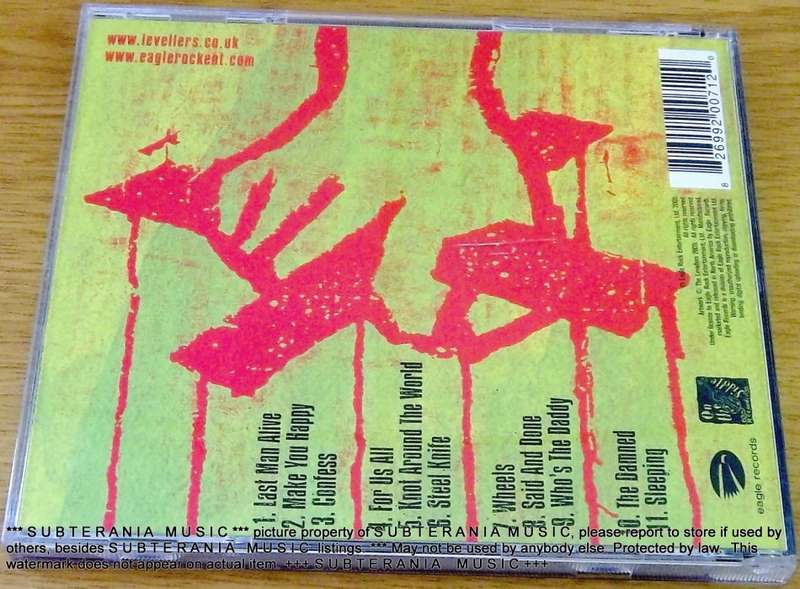 www.levellers.co.uk
www.eaglerockent.com
8 26992 00712 0
1. Last Man Alive
2. Make You Happy
3. Confess
4. For Us All
5. Knot Around The World
6. Steel Knife
7. Wheels
8. Said And Done
9. Who's The Daddy
10. The Damned
11. Sleeping
eagle records
*** S U B T E R A N I A M U S I C *** picture property of S U B T E R A N I A M U S I C, please report to store if used by
others, besides S U B T E R A N I A M U S I C listings. *** May not be used by anybody else. Protected by law. This
watermark does not appear on actual item. +++ S U B T E R A N I A M U S I C + + +